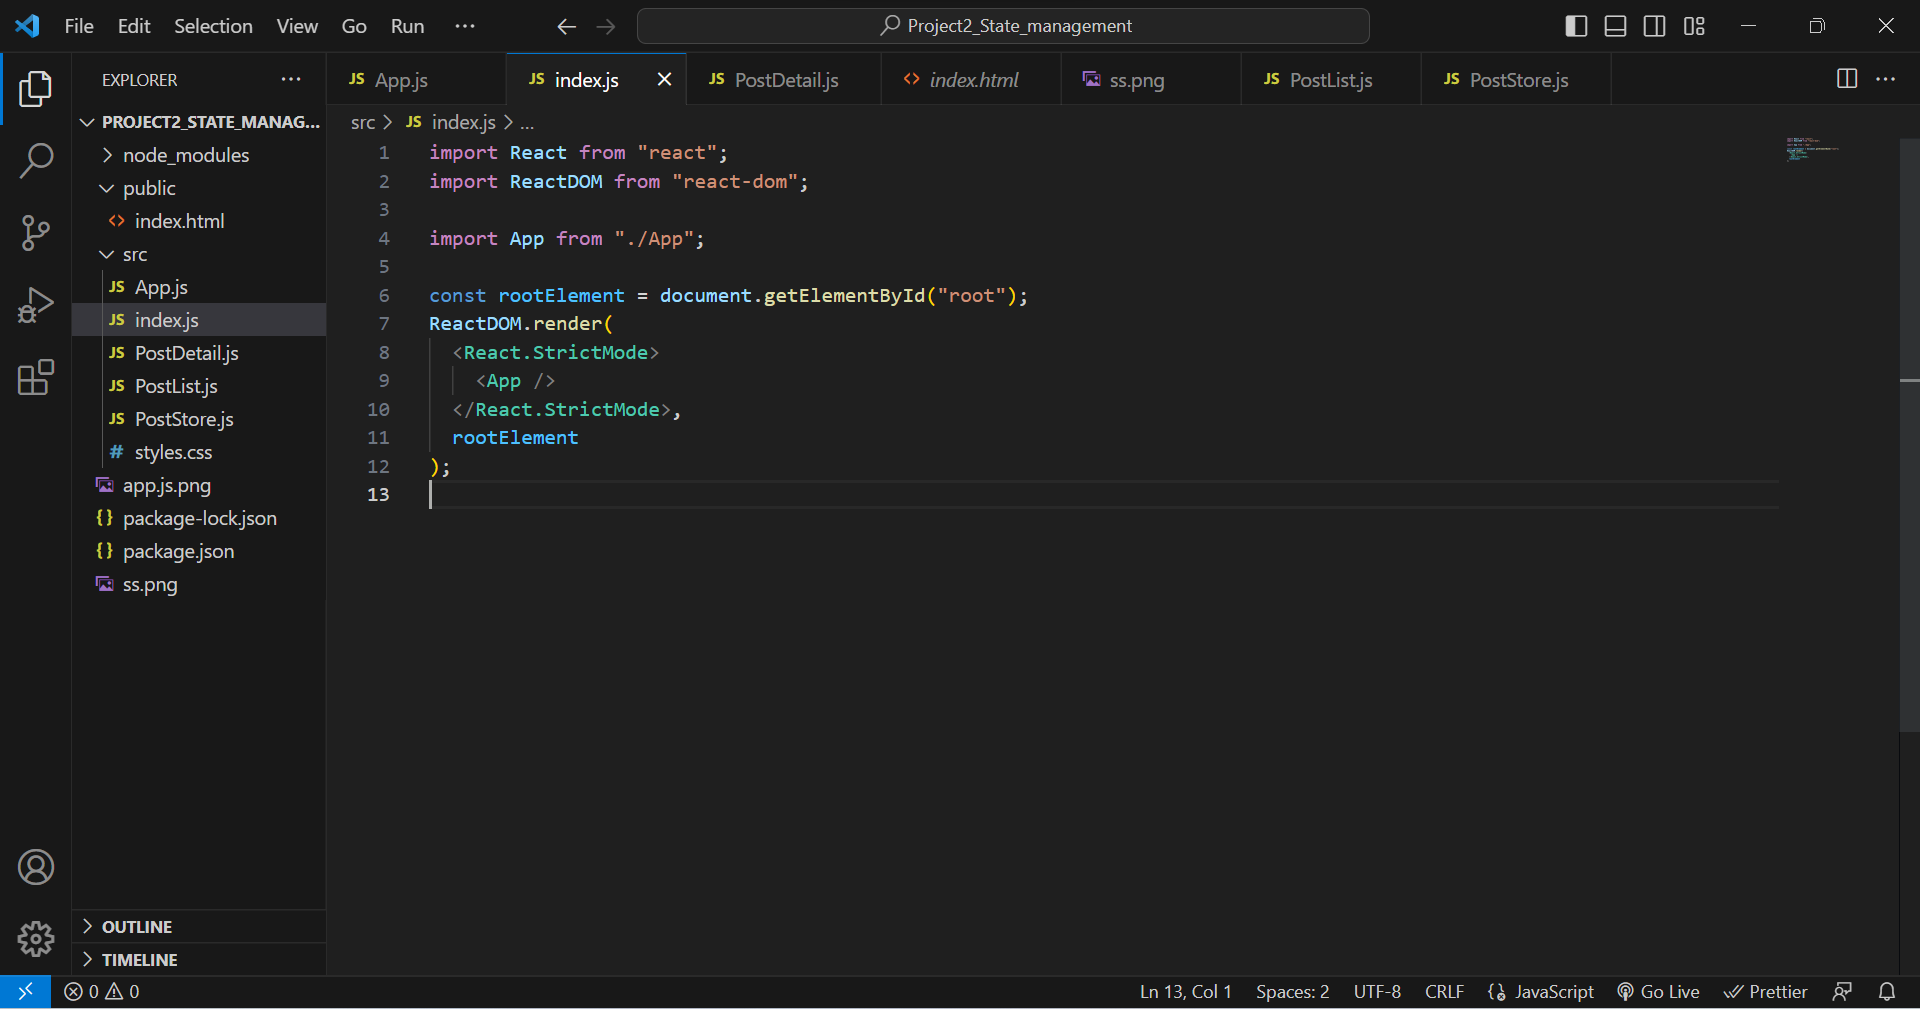 File Edit Selection View Go Run ···
Project2_State_management
EXPLORER ···
PROJECT2_STATE_MANAG...
node_modules
public
<> index.html
src
JS App.js
JS index.js
JS PostDetail.js
JS PostList.js
JS PostStore.js
# styles.css
app.js.png
{} package-lock.json
{} package.json
ss.png
OUTLINE
TIMELINE
JS App.js JS index.js JS PostDetail.js <> index.html ss.png JS PostList.js JS PostStore.js
src > JS index.js > ...
1 import React from "react";
2 import ReactDOM from "react-dom";
3
4 import App from "./App";
5
6 const rootElement = document.getElementById("root");
7 ReactDOM.render(
8   <React.StrictMode>
9     <App />
10   </React.StrictMode>,
11   rootElement
12 );
13
0 0 Ln 13, Col 1 Spaces: 2 UTF-8 CRLF {} JavaScript Go Live Prettier